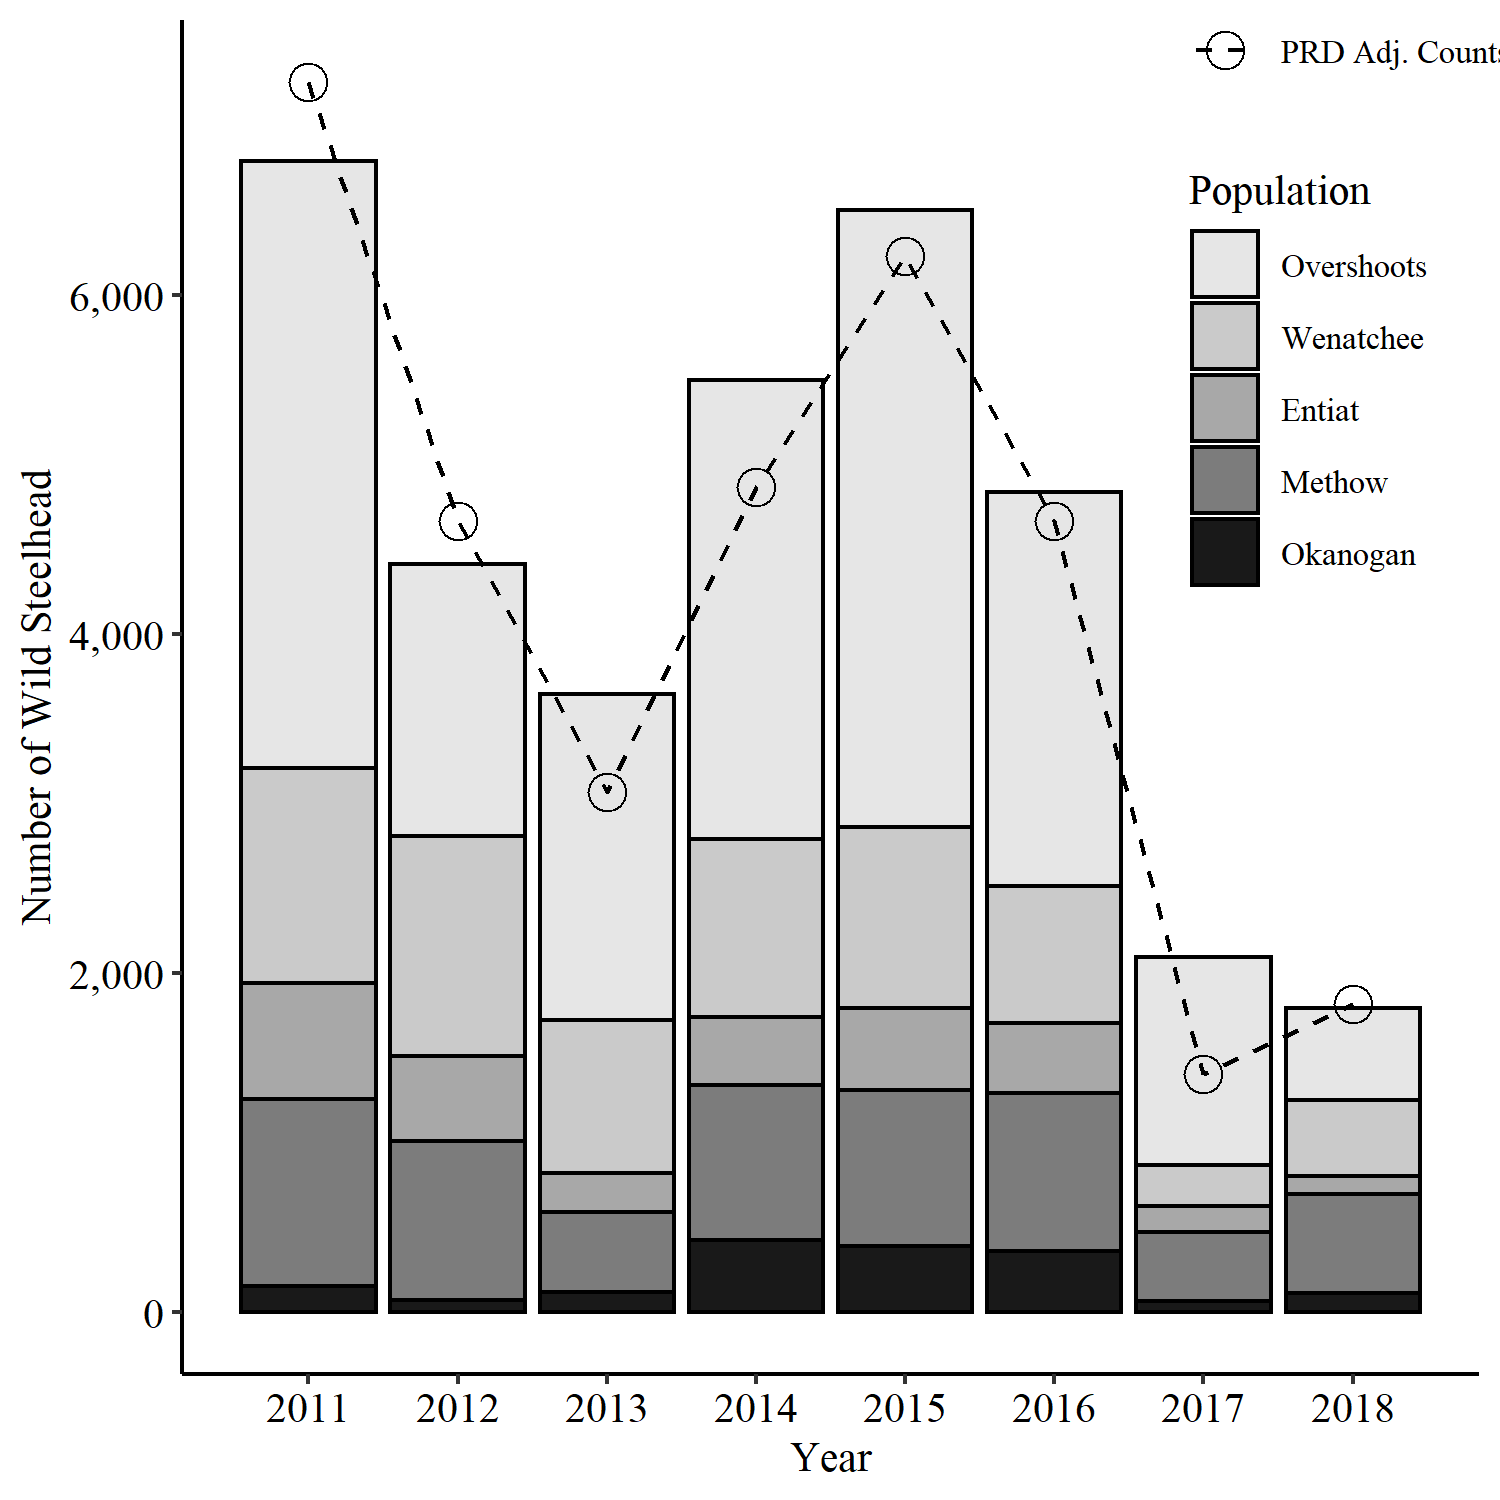 PRD Adj. Counts
Population
Overshoots
Wenatchee
Entiat
Methow
Okanogan
Number of Wild Steelhead
6,000
4,000
2,000
0
2011 2012 2013 2014 2015 2016 2017 2018
Year